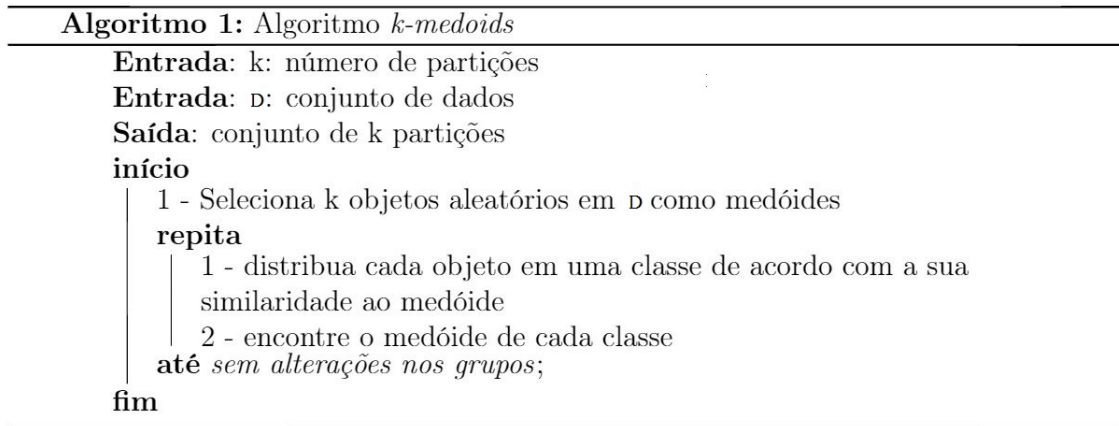 Algoritmo 1: Algoritmo k-medoids
Entrada: k: número de partições
Entrada: D: conjunto de dados
Saída: conjunto de k partições
início
1 - Seleciona k objetos aleatórios em D como medóides
repita
1 - distribua cada objeto em uma classe de acordo com a sua
similaridade ao medóide
2 - encontre o medóide de cada classe
até sem alterações nos grupos;
fim